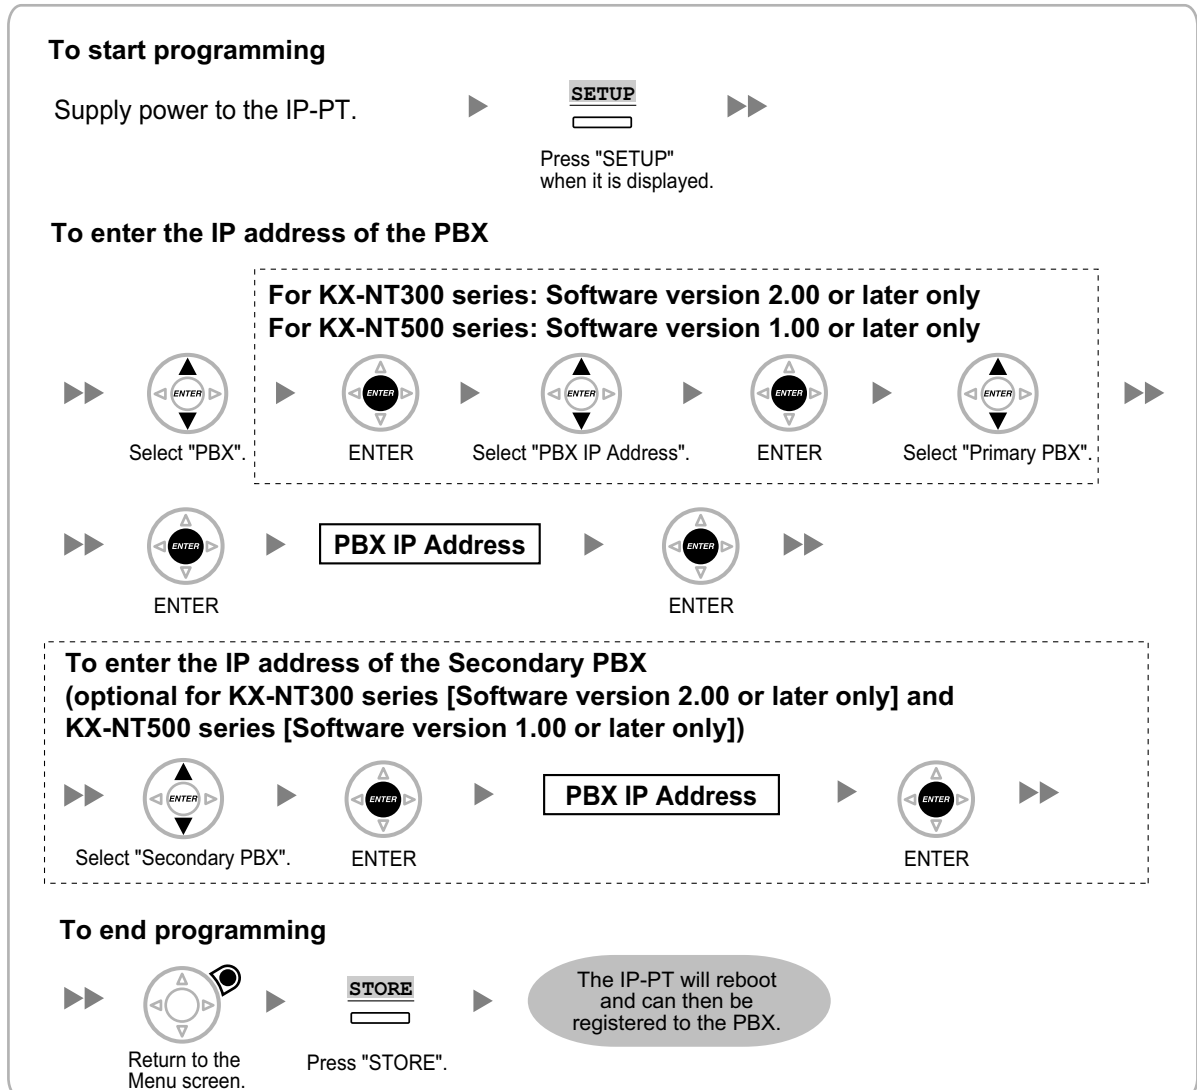 To start programming
Supply power to the IP-PT.
SETUP
Press "SETUP"
when it is displayed.
To enter the IP address of the PBX
For KX-NT300 series: Software version 2.00 or later only
For KX-NT500 series: Software version 1.00 or later only
ENTER ENTER ENTER ENTER ENTER
Select "PBX". ENTER Select "PBX IP Address". ENTER Select "Primary PBX".
ENTER PBX IP Address ENTER
ENTER ENTER
To enter the IP address of the Secondary PBX
(optional for KX-NT300 series [Software version 2.00 or later only] and
KX-NT500 series [Software version 1.00 or later only])
ENTER ENTER PBX IP Address ENTER
Select "Secondary PBX". ENTER ENTER
To end programming
STORE
Return to the
Menu screen.
Press "STORE".
The IP-PT will reboot
and can then be
registered to the PBX.